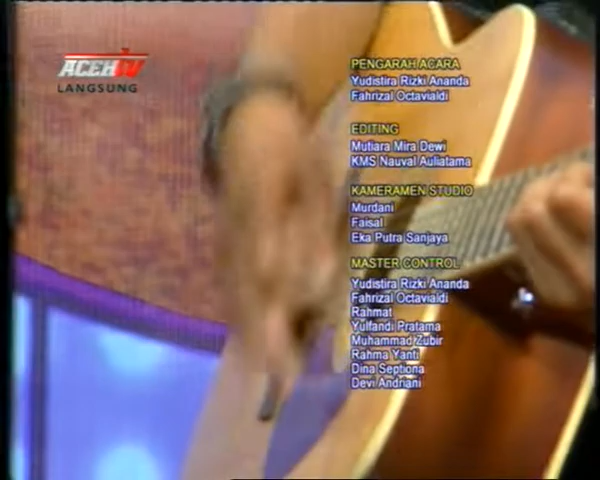 ACEH TV
LANGSUNG
PENGARAH ACARA
Yudistira Rizki Ananda
Fahrizal Octavialdi
EDITING
Mutiara Mira Dewi
KMS Nauval Auliatama
KAMERAMEN STUDIO
Murdani
Faisal
Eka Putra Sanjaya
MASTER CONTROL
Yudistira Rizki Ananda
Fahrizal Octavialdi
Rahmat
Yulfandi Pratama
Muhammad Zubir
Rahma Yanti
Dina Septiona
Devi Andriani